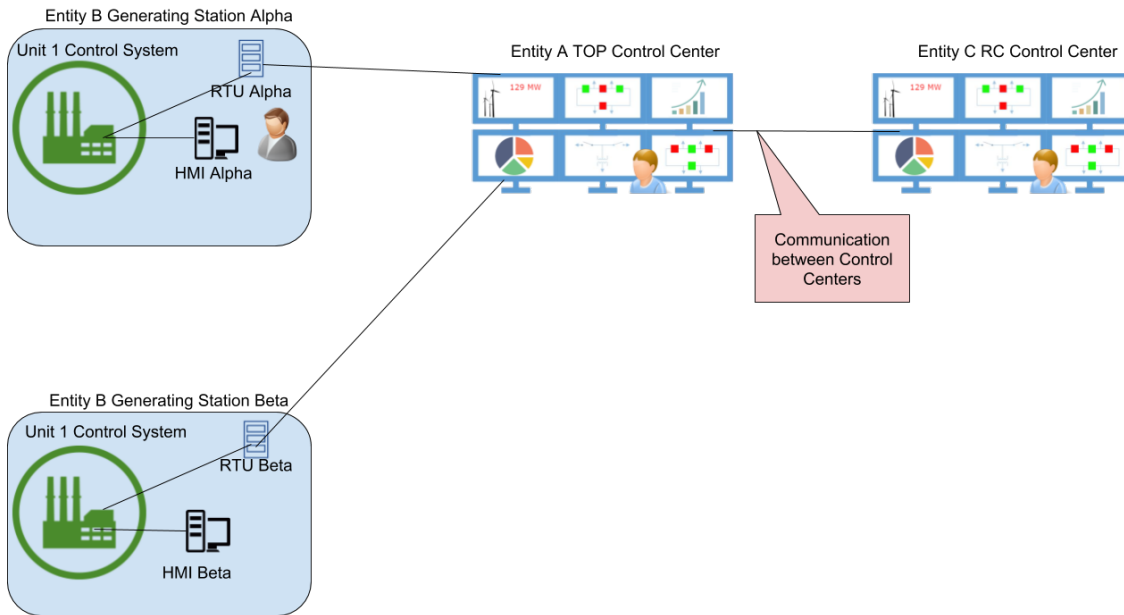 Entity B Generating Station Alpha
Unit 1 Control System
RTU Alpha
HMI Alpha
Entity A TOP Control Center
129 MW
Entity C RC Control Center
129 MW
Communication
between Control
Centers
Entity B Generating Station Beta
Unit 1 Control System
RTU Beta
HMI Beta